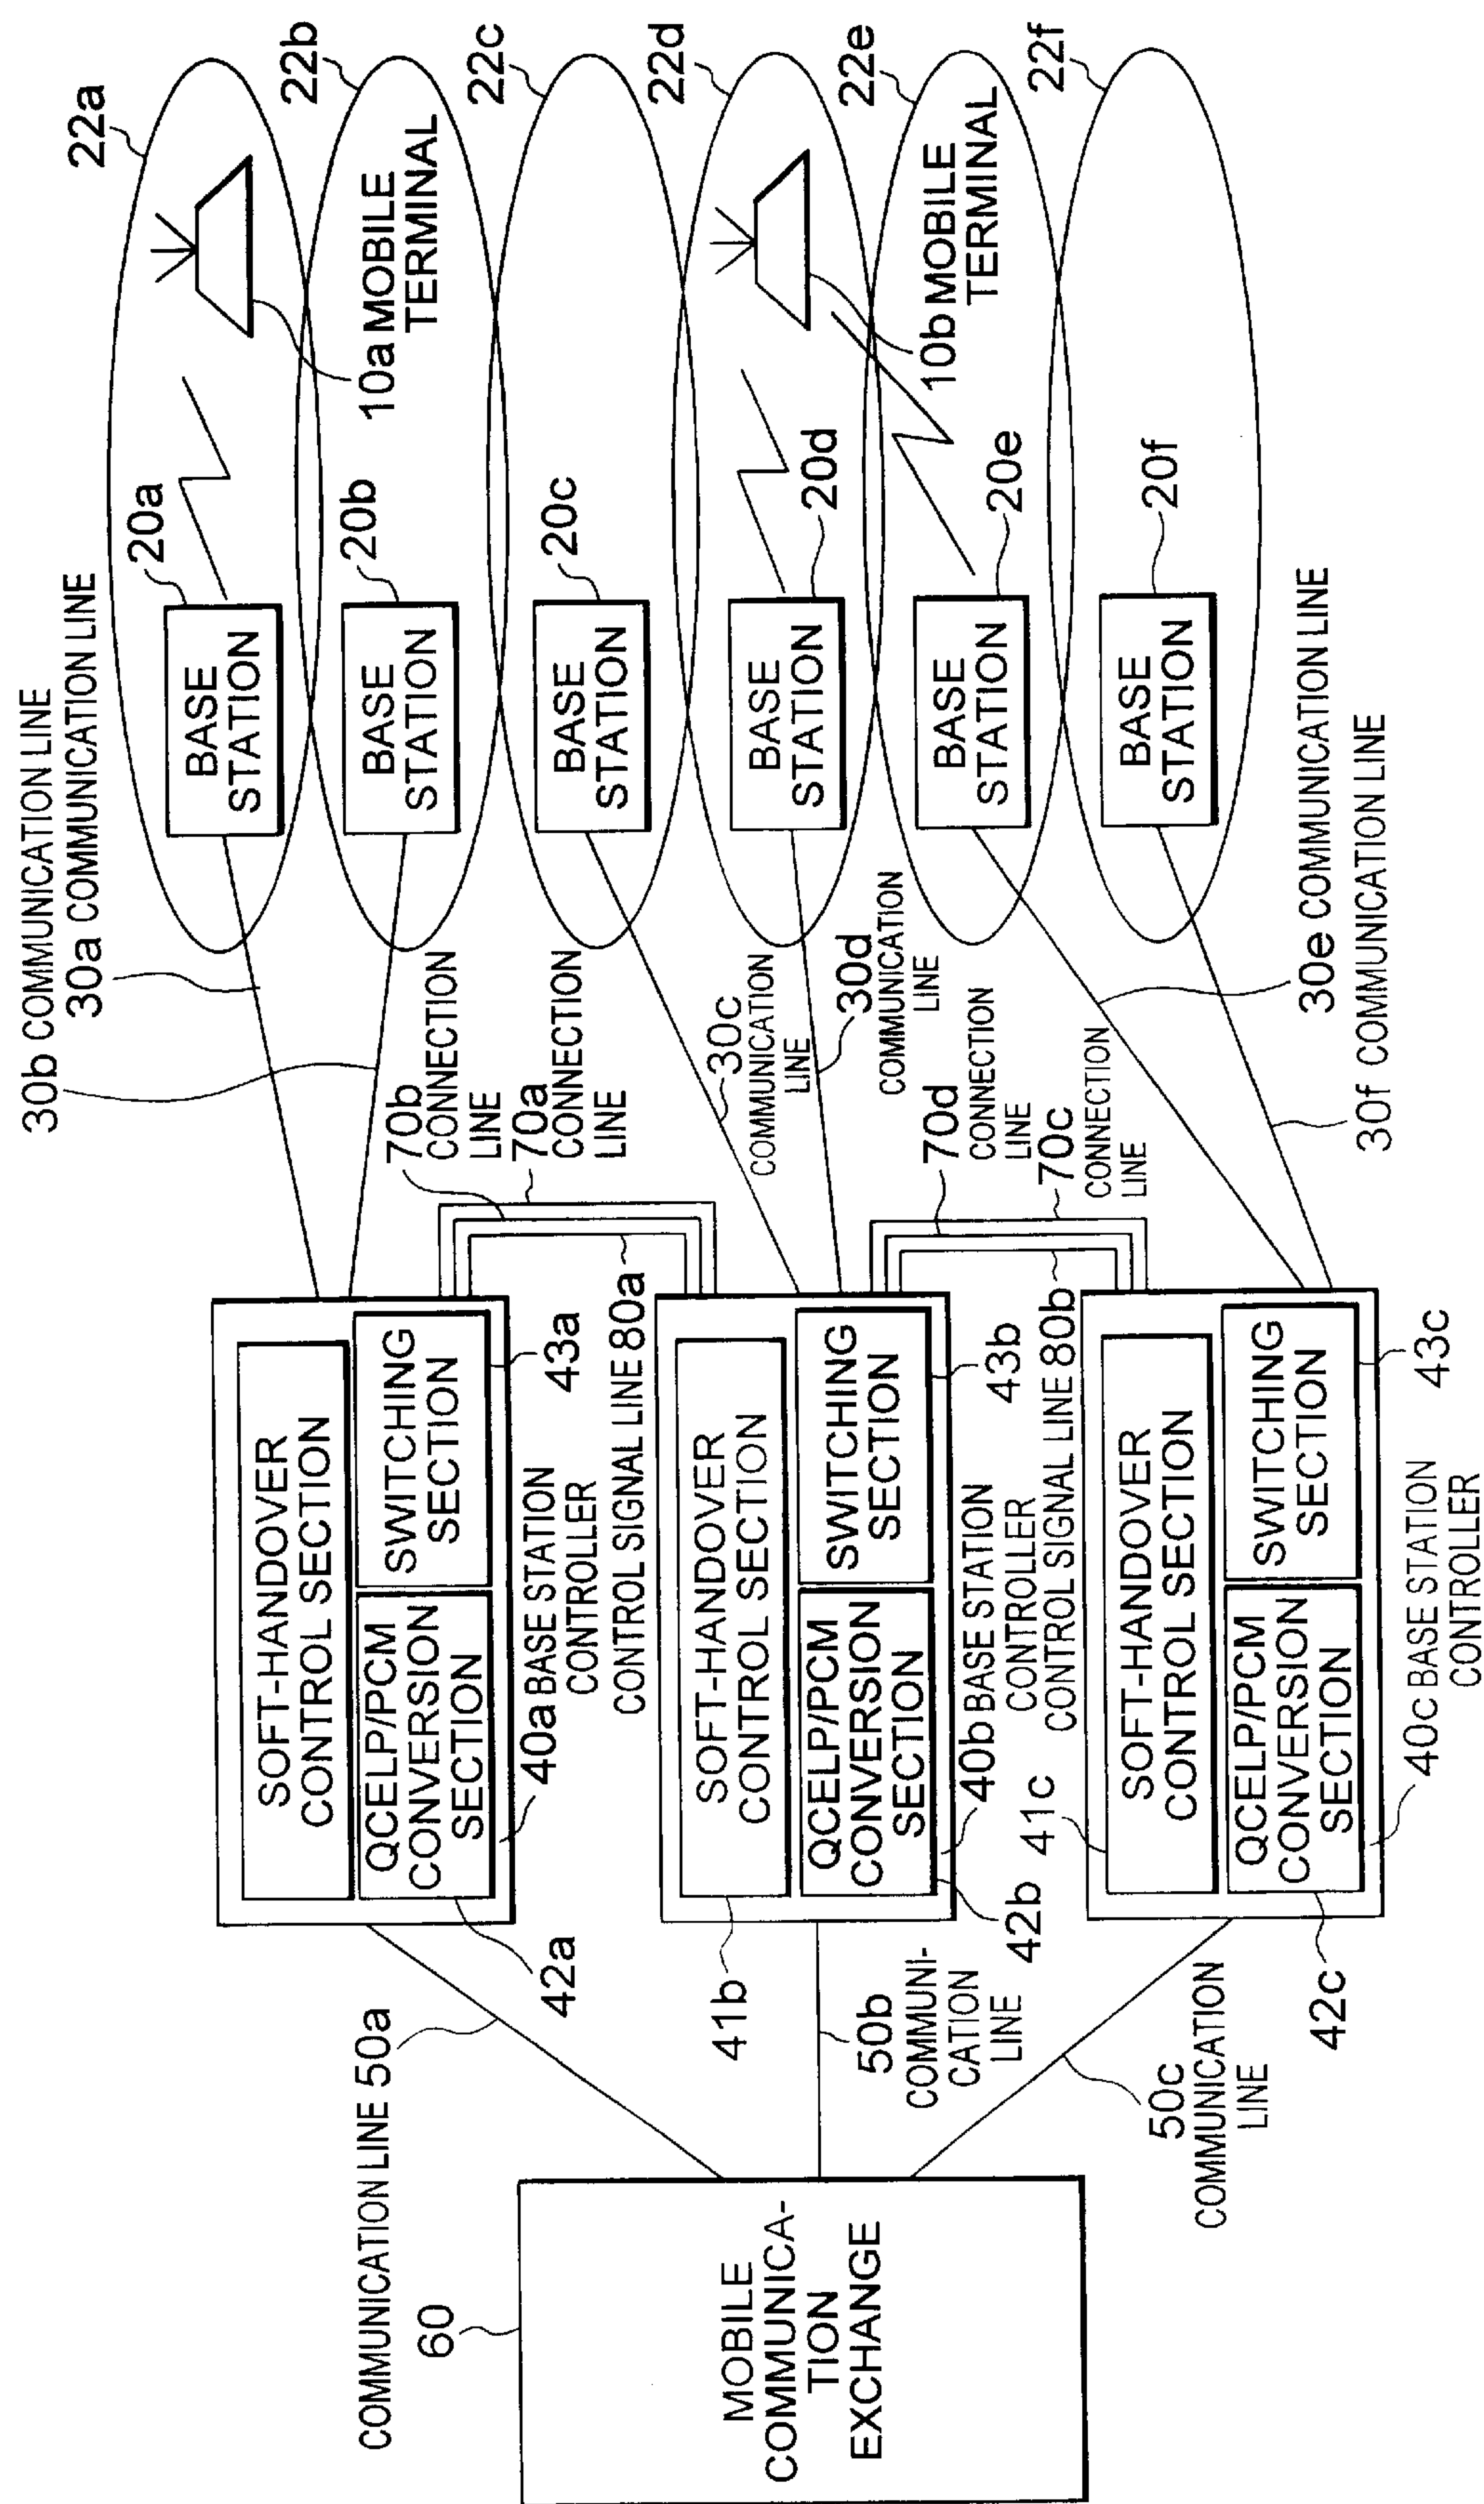 30b COMMUNICATION LINE
30a COMMUNICATION LINE
22a
20a
BASE
STATION
10a MOBILE
TERMINAL
22b
20b
BASE
STATION
22c
20c
BASE
STATION
22d
20d
BASE
STATION
10b MOBILE
TERMINAL
22e
20e
BASE
STATION
22f
20f
BASE
STATION
70b
CONNECTION
LINE
70a
CONNECTION
LINE
30c
COMMUNICATION
LINE
30d
COMMUNICATION
LINE
70d
CONNECTION
LINE
70c
CONNECTION
LINE
30e COMMUNICATION LINE
30f COMMUNICATION LINE
SOFT-HANDOVER
CONTROL SECTION
QCELP/PCM
CONVERSION
SECTION
SWITCHING
SECTION
43a
42a
40a BASE STATION
CONTROLLER
CONTROL SIGNAL LINE 80a
SOFT-HANDOVER
CONTROL SECTION
41b
QCELP/PCM
CONVERSION
SECTION
SWITCHING
SECTION
43b
42b
40b BASE STATION
CONTROLLER
CONTROL SIGNAL LINE 80b
41c
SOFT-HANDOVER
CONTROL SECTION
QCELP/PCM
CONVERSION
SECTION
SWITCHING
SECTION
43c
42c
40c BASE STATION
CONTROLLER
COMMUNICATION LINE 50a
50b
COMMUNI-
CATION
LINE
50c
COMMUNICATION
LINE
60
MOBILE
COMMUNICA-
TION
EXCHANGE